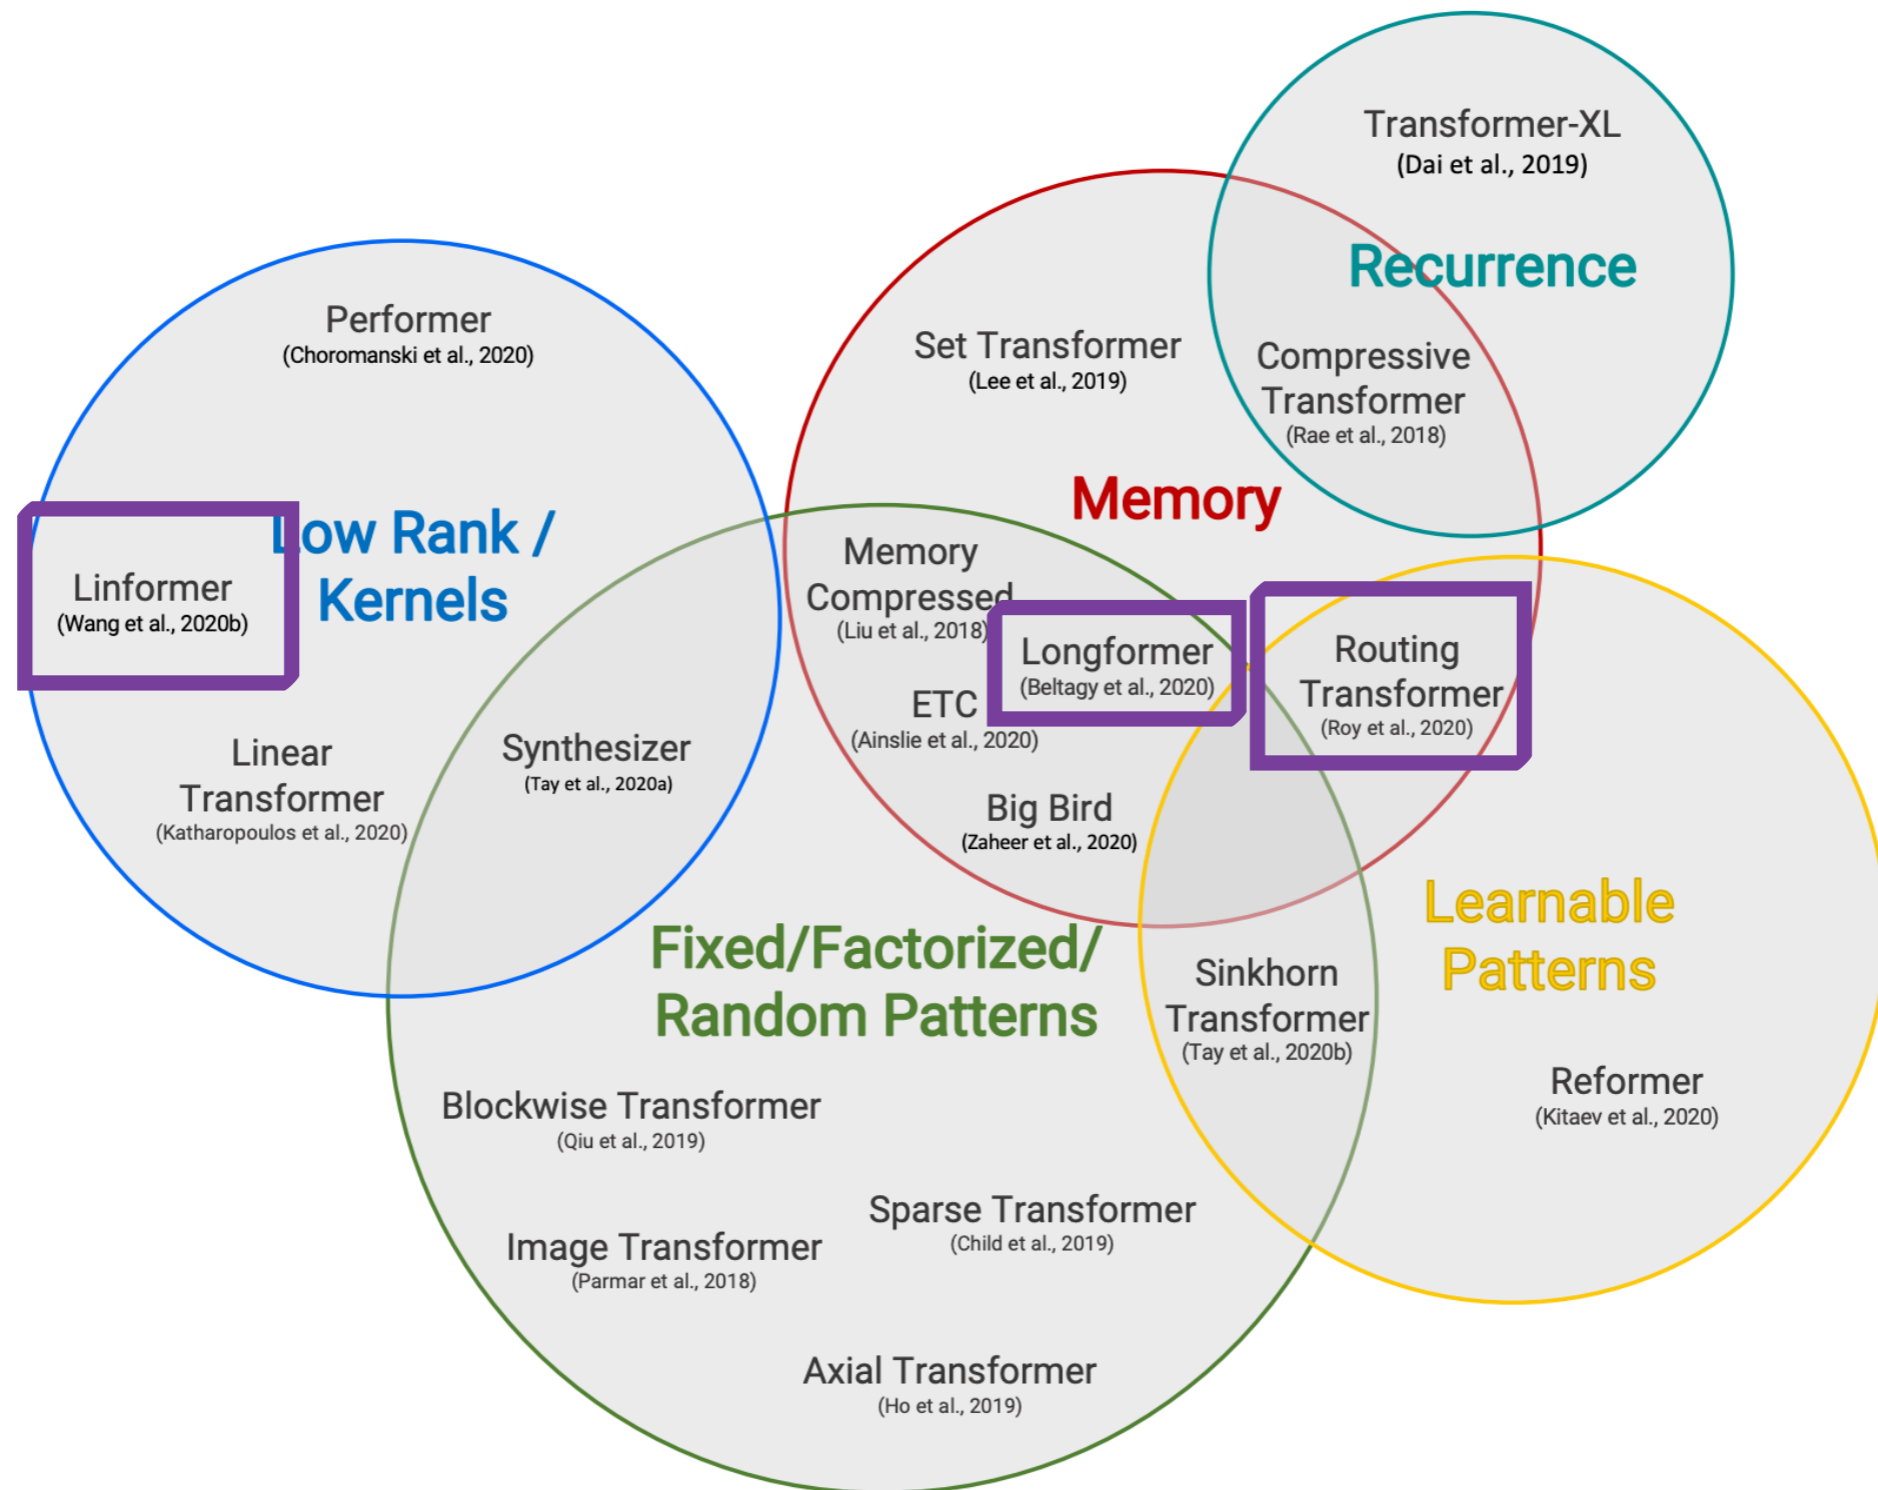 Transformer-XL
(Dai et al., 2019)
Recurrence
Performer
(Choromanski et al., 2020)
Set Transformer
(Lee et al., 2019)
Compressive
Transformer
(Rae et al., 2018)
Memory
Low Rank /
Kernels
Linformer
(Wang et al., 2020b)
Memory
Compressed
(Liu et al., 2018)
Longformer
(Beltagy et al., 2020)
Routing
Transformer
(Roy et al., 2020)
ETC
(Ainslie et al., 2020)
Linear
Transformer
(Katharopoulos et al., 2020)
Synthesizer
(Tay et al., 2020a)
Big Bird
(Zaheer et al., 2020)
Learnable
Patterns
Fixed/Factorized/
Random Patterns
Sinkhorn
Transformer
(Tay et al., 2020b)
Reformer
(Kitaev et al., 2020)
Blockwise Transformer
(Qiu et al., 2019)
Sparse Transformer
(Child et al., 2019)
Image Transformer
(Parmar et al., 2018)
Axial Transformer
(Ho et al., 2019)